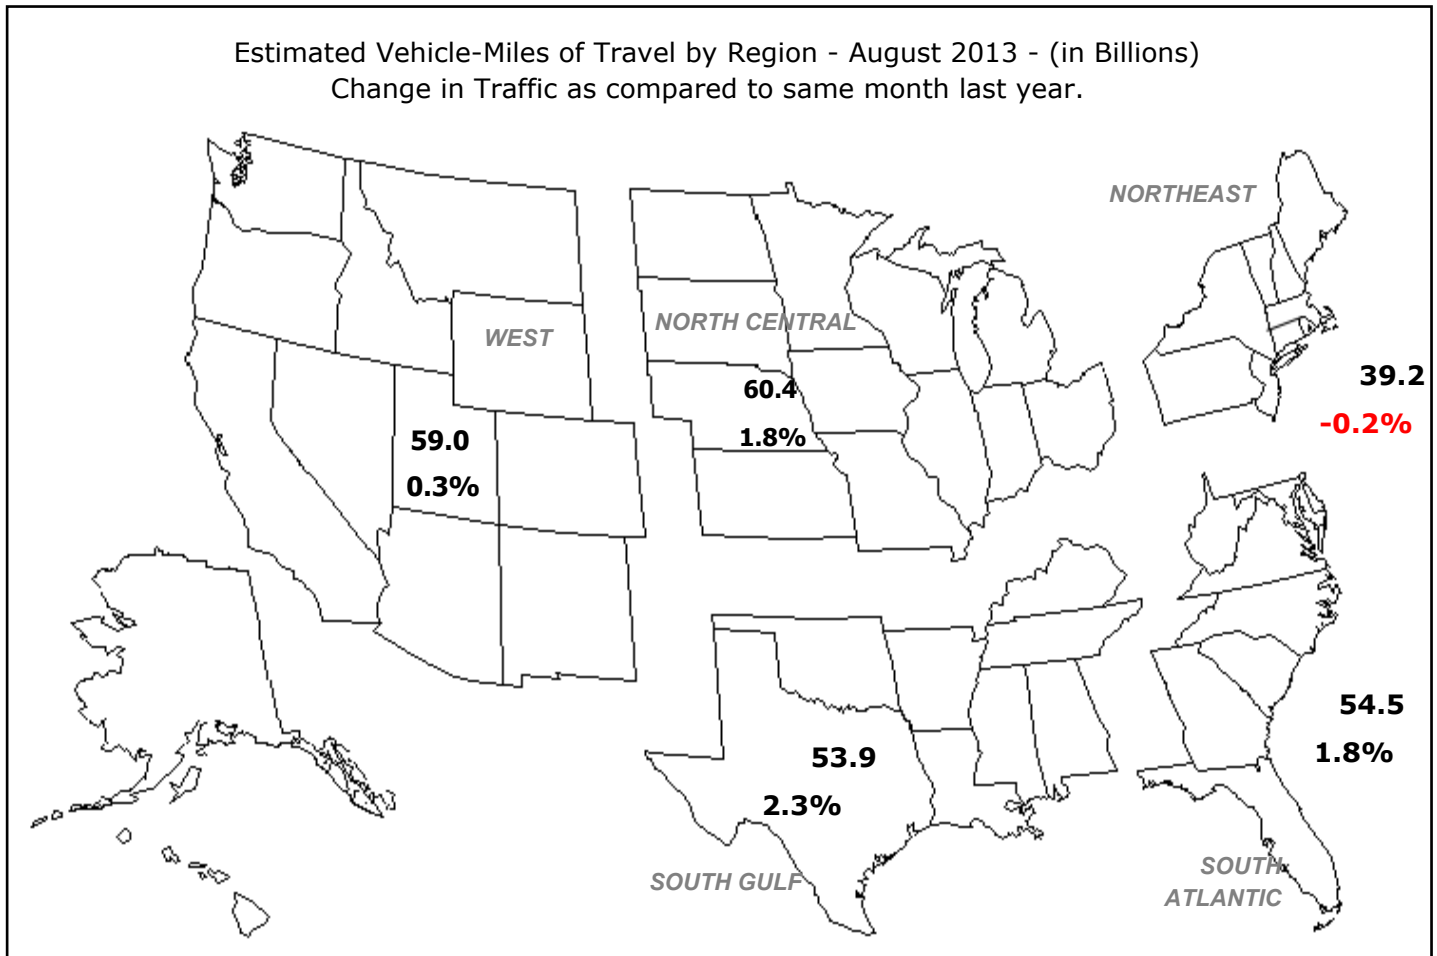 Estimated Vehicle-Miles of Travel by Region - August 2013 - (in Billions)
Change in Traffic as compared to same month last year.
NORTHEAST
39.2
-0.2%
WEST
59.0
0.3%
NORTH CENTRAL
60.4
1.8%
SOUTH GULF
53.9
2.3%
SOUTH
ATLANTIC
54.5
1.8%